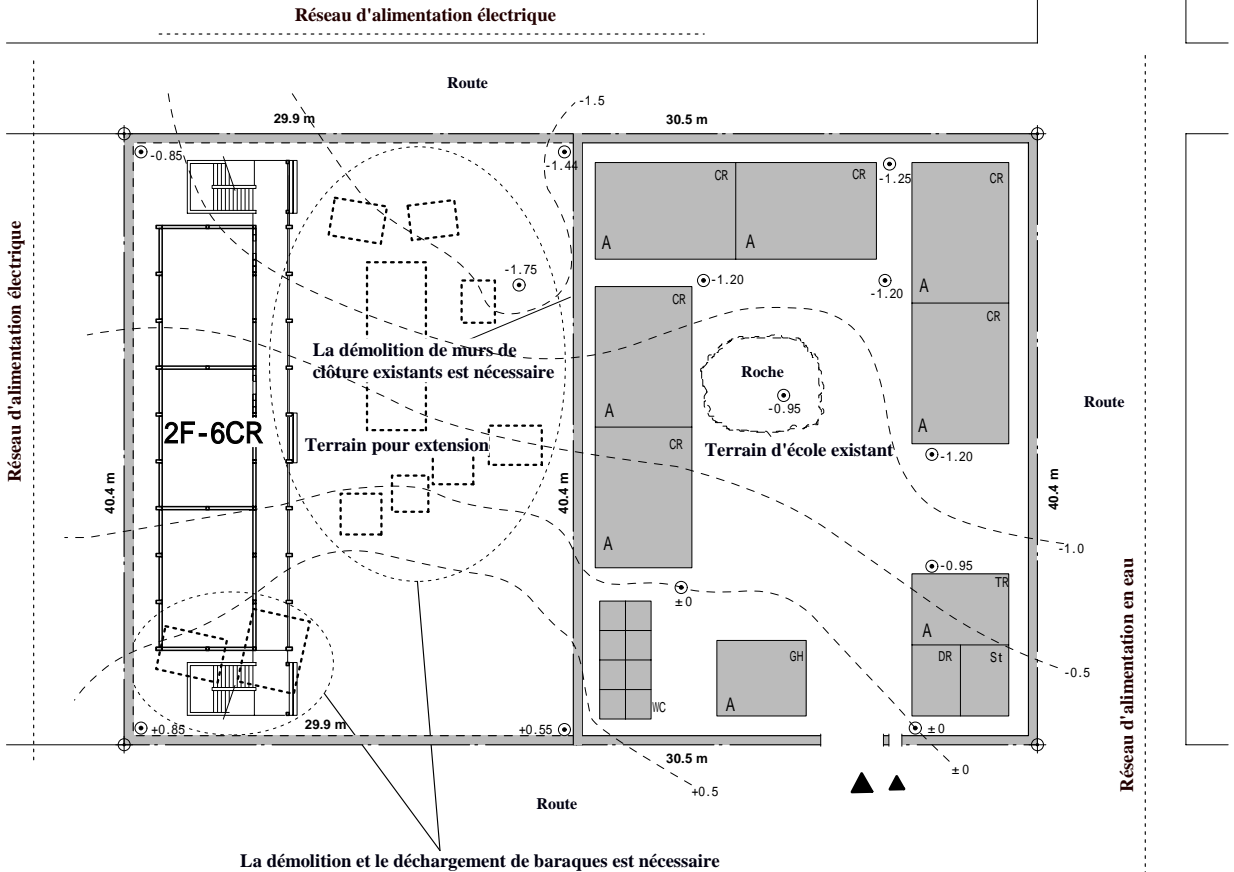 Réseau d'alimentation électrique
Route
29.9 m
30.5 m
-1.5
-0.85
-1.44
-1.25
CR
CR
CR
A
A
-1.75
-1.20
-1.20
A
CR
CR
Réseau d'alimentation électrique
La démolition de murs de
clôture existants est nécessaire
Roche
-0.95
A
Route
2F-6CR
Terrain pour extension
CR
Terrain d'école existant
-1.20
40.4 m
40.4 m
40.4 m
A
-1.0
-0.95
TR
±0
A
DR
St
GH
-0.5
WC
A
+0.85
29.9 m
+0.55
±0
30.5 m
±0
+0.5
Route
Réseau d'alimentation en eau
La démolition et le déchargement de baraques est nécessaire